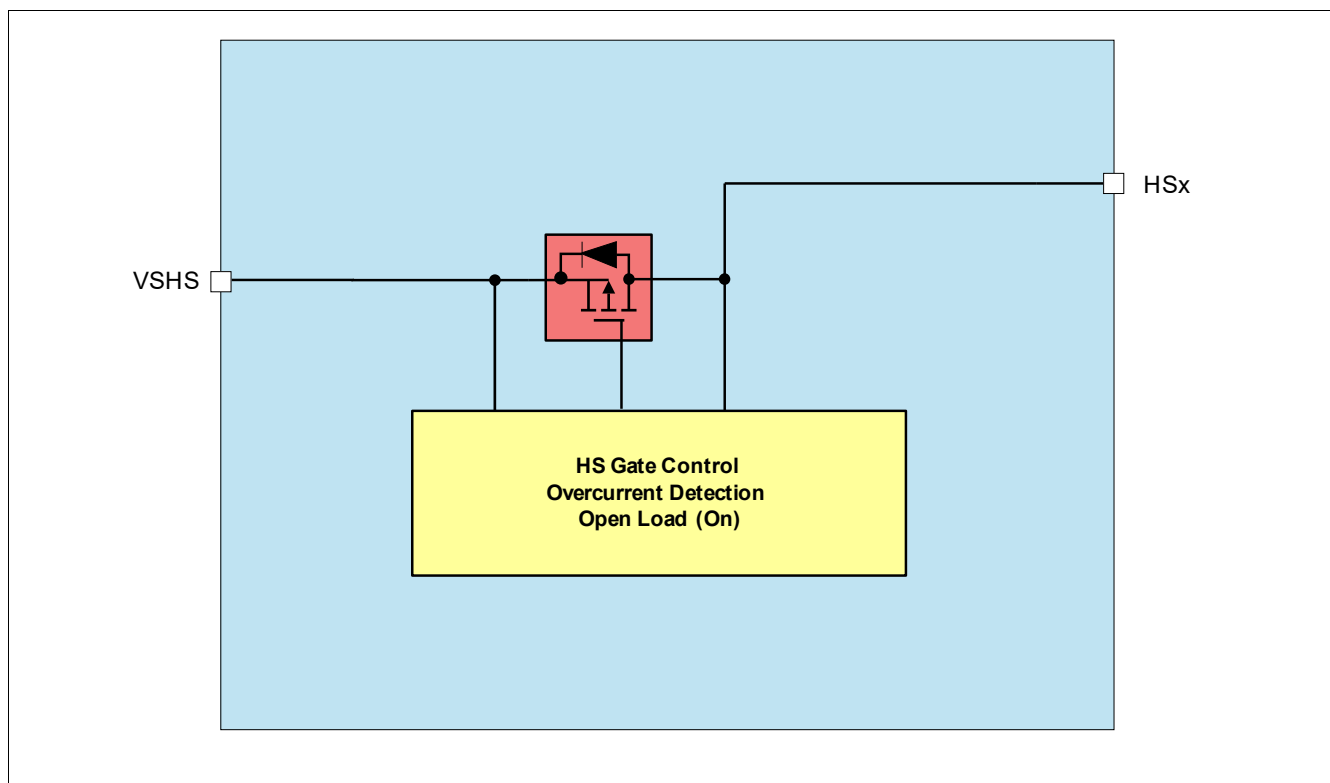 HSx
VSHS
HS Gate Control
Overcurrent Detection
Open Load (On)